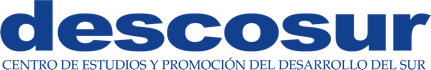 descosur
CENTRO DE ESTUDIOS Y PROMOCIÓN DEL DESARROLLO DEL SUR